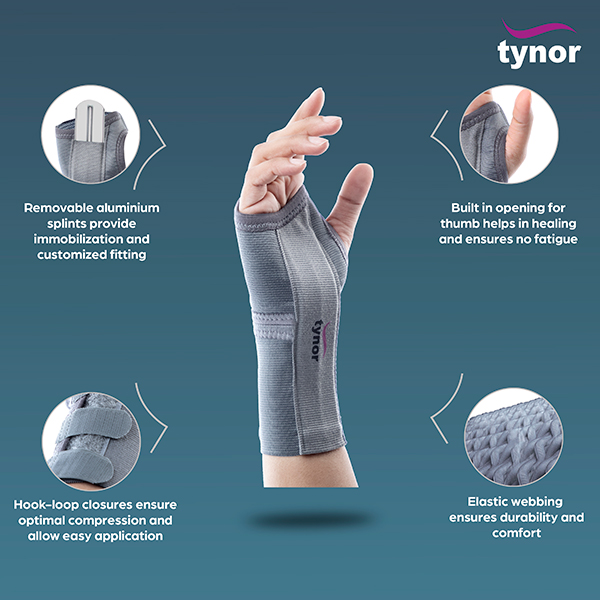 tynor
Removable aluminium
splints provide
immobilization and
customized fitting
Built in opening for
thumb helps in healing
and ensures no fatigue
tynor
Hook-loop closures ensure
optimal compression and
allow easy application
Elastic webbing
ensures durability and
comfort